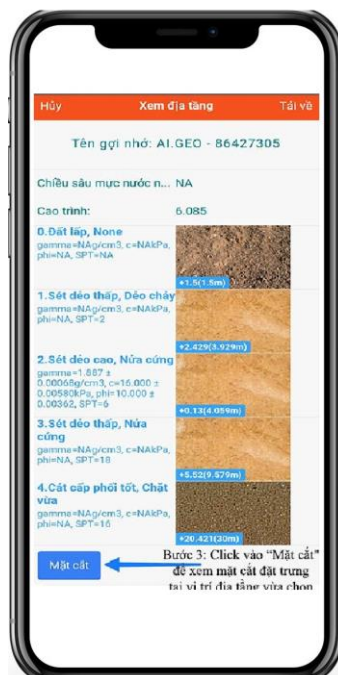 Hủy Xem địa tầng Tải về
Tên gợi nhớ: AI.GEO - 86427305
Chiều sâu mực nước n... NA
Cao trình: 6.085
0.Đất lấp, None
gamma=NAg/cm3, c=NAkPa,
phi=NA, SPT=NA
+1.5(1.5m)
1.Sét dẻo thấp, Dẻo chảy
gamma=NAg/cm3, c=NAkPa,
phi=NA, SPT=2
+2.429(3.929m)
2.Sét dẻo cao, Nửa cứng
gamma=1.887 ±
0.00068g/cm3, c=16.000 ±
0.00580kPa, phi=10.000 ±
0.00362, SPT=6
+0.13(4.059m)
3.Sét dẻo thấp, Nửa
cứng
gamma=NAg/cm3, c=NAkPa,
phi=NA, SPT=18
+5.52(9.579m)
4.Cát cấp phối tốt, Chặt
vừa
gamma=NAg/cm3, c=NAkPa,
phi=NA, SPT=16
+20.421(30m)
Mặt cắt
Bước 3: Click vào "Mặt cắt"
để xem mặt cắt đặt trưng
tại vị trí địa tầng vừa chọn